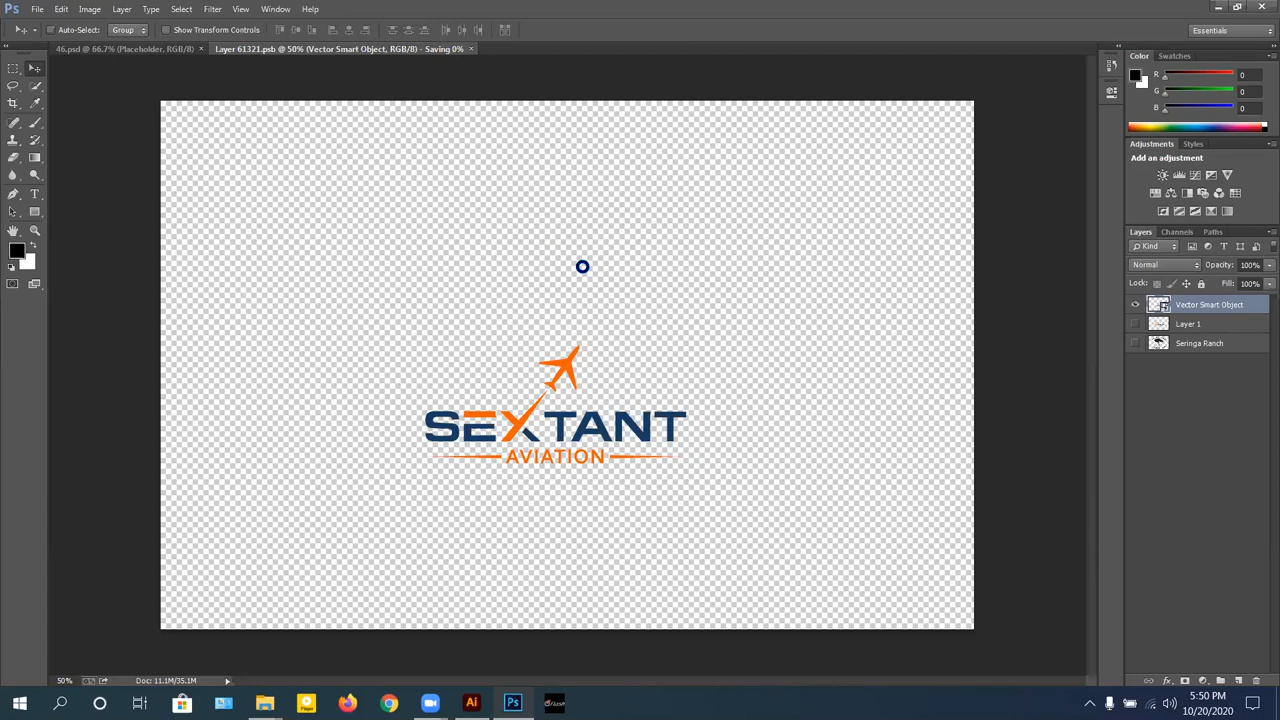 Ps File Edit Image Layer Type Select Filter View Window Help
Auto-Select: Group Show Transform Controls Essentials
46.psd @ 66.7% (Placeholder, RGB/8) × Layer 61321.psb @ 50% (Vector Smart Object, RGB/8) - Saving 0% ×
Color Swatches
R 0
G 0
B 0
Adjustments Styles
Add an adjustment
Layers Channels Paths
Kind
Normal Opacity: 100%
Lock: Fill: 100%
Vector Smart Object
Layer 1
Seringa Ranch
SEXTANT
AVIATION
50% Doc: 11.1M/35.1M
Ai Ps
5:50 PM
10/20/2020